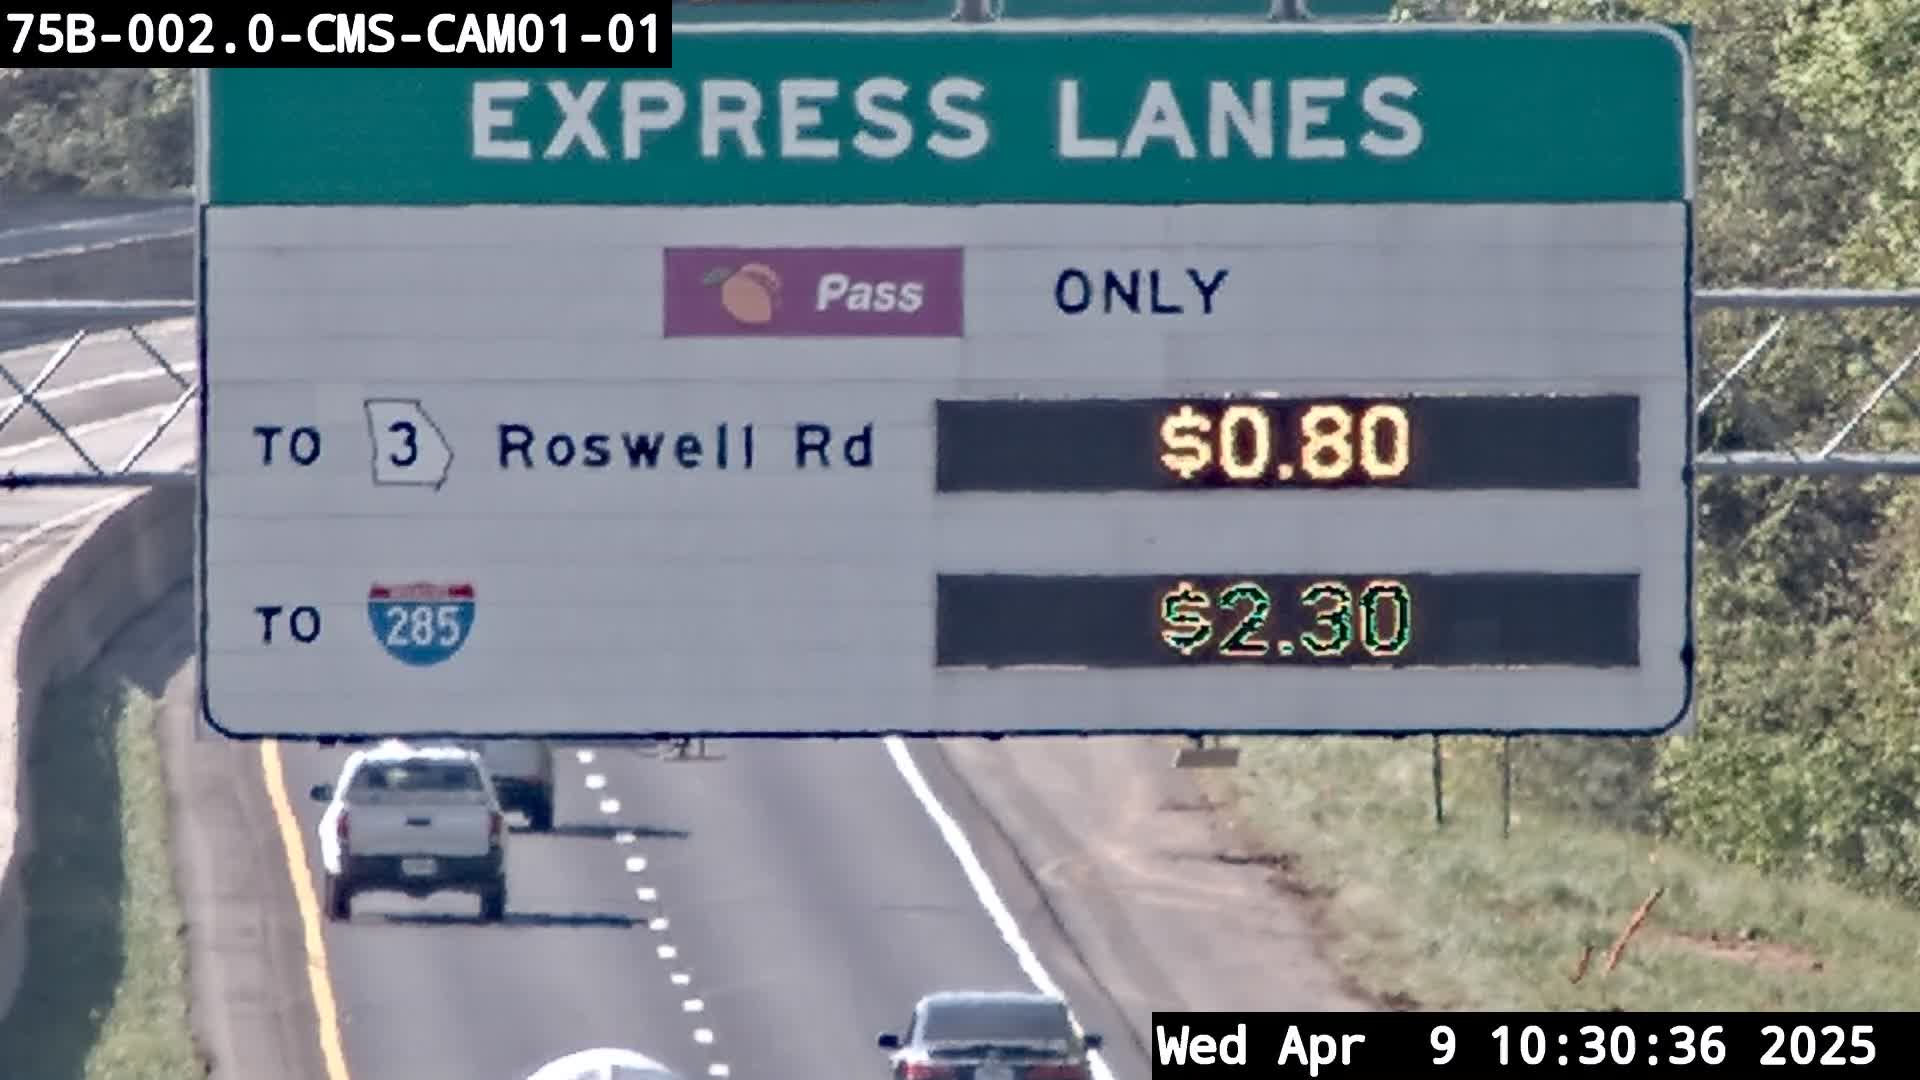 75B-002.0-CMS-CAM01-01
EXPRESS LANES
Pass ONLY
TO 3 Roswell Rd $0.80
TO 285 $2.30
Wed Apr 9 10:30:36 2025